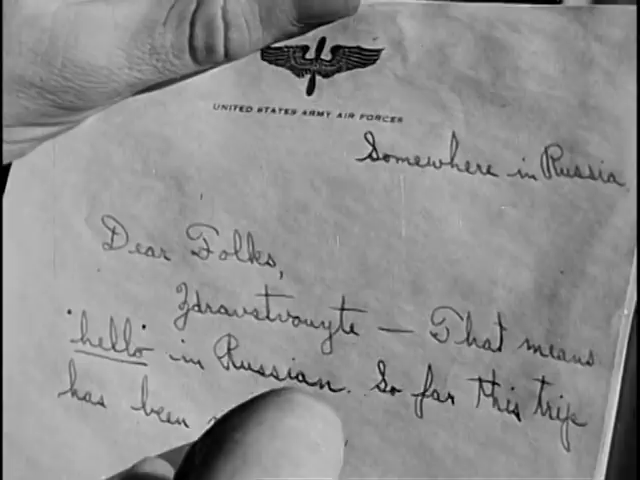 UNITED STATES ARMY AIR FORCES
Somewhere in Russia
Dear Folks,
Zdravstvouyte — That means
"hello" in Russian. So far this trip
has been